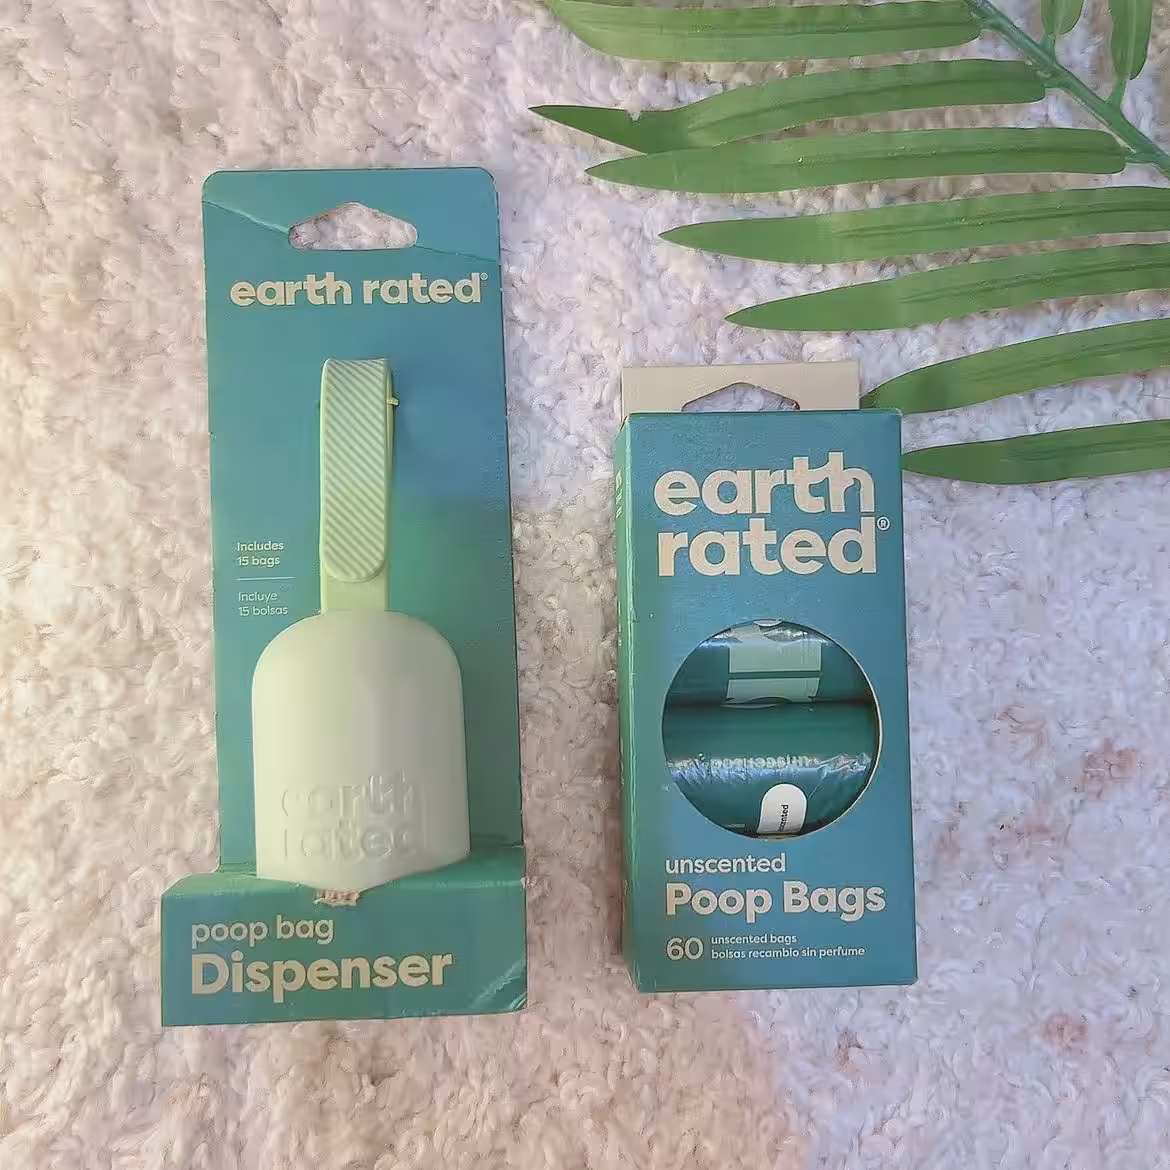 earth rated®
Includes
15 bags
Incluye
15 bolsas
earth
rated
poop bag
Dispenser
earth
rated®
unscented
Poop Bags
60
unscented bags
bolsas recambio sin perfume